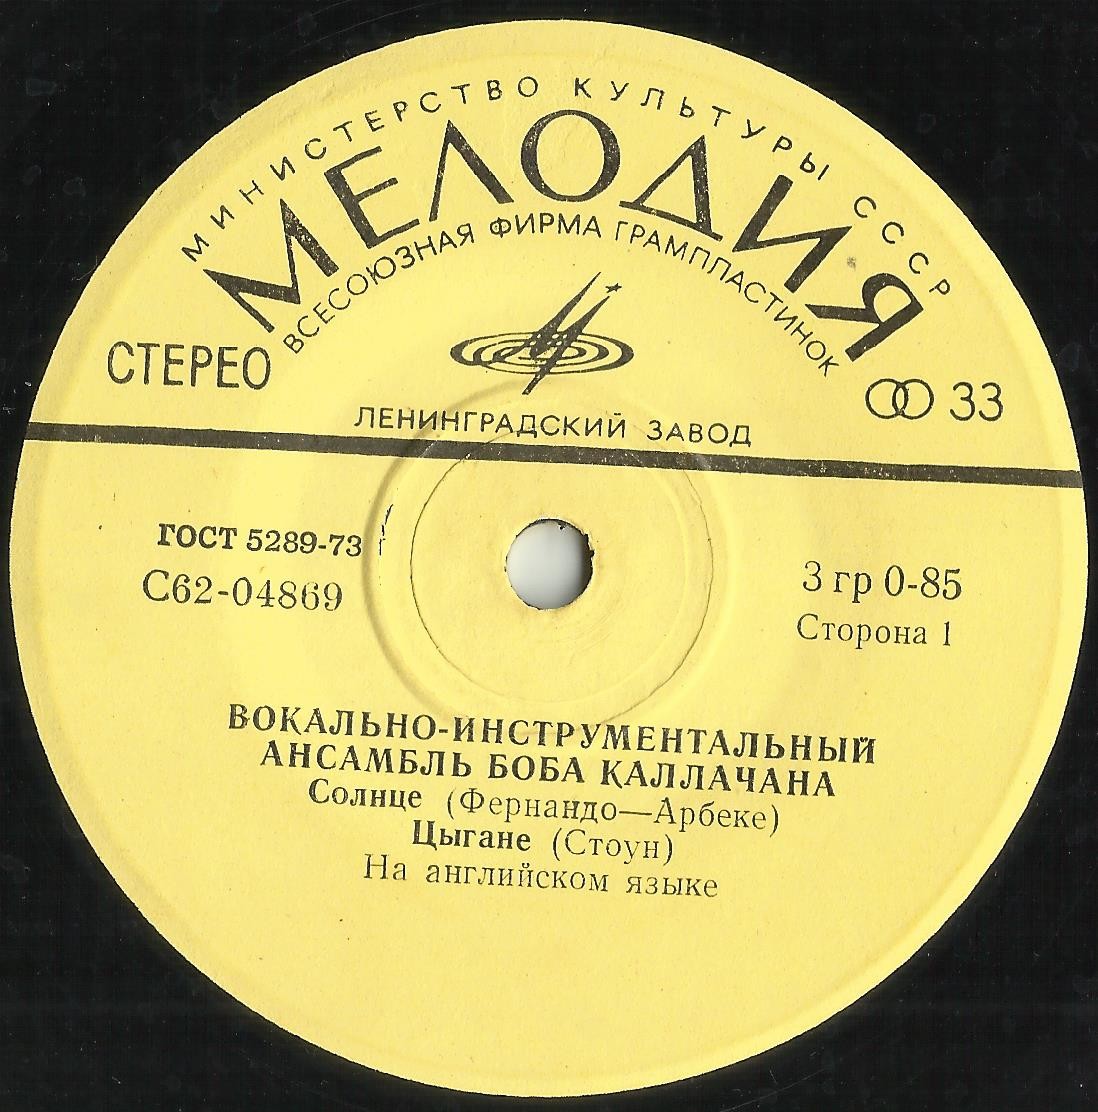 МИНИСТЕРСТВО КУЛЬТУРЫ СССР
МЕЛОДИЯ
ВСЕСОЮЗНАЯ ФИРМА ГРАМПЛАСТИНОК
СТЕРЕО
33
ЛЕНИНГРАДСКИЙ ЗАВОД
ГОСТ 5289-73
С62-04869
3 гр 0-85
Сторона 1
ВОКАЛЬНО-ИНСТРУМЕНТАЛЬНЫЙ
АНСАМБЛЬ БОБА КАЛЛАЧАНА
Солнце (Фернандо—Арбеке)
Цыгане (Стоун)
На английском языке